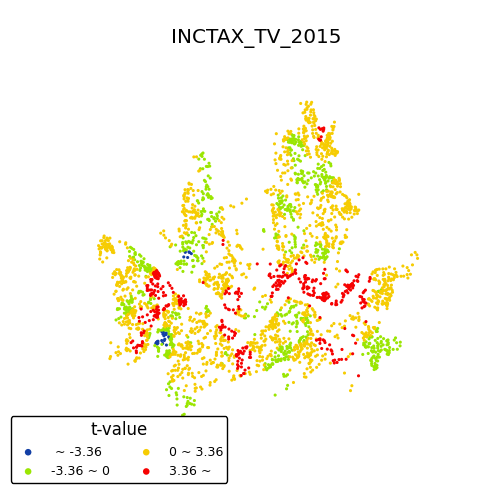 INCTAX_TV_2015
t-value
~ -3.36
0 ~ 3.36
-3.36 ~ 0
3.36 ~